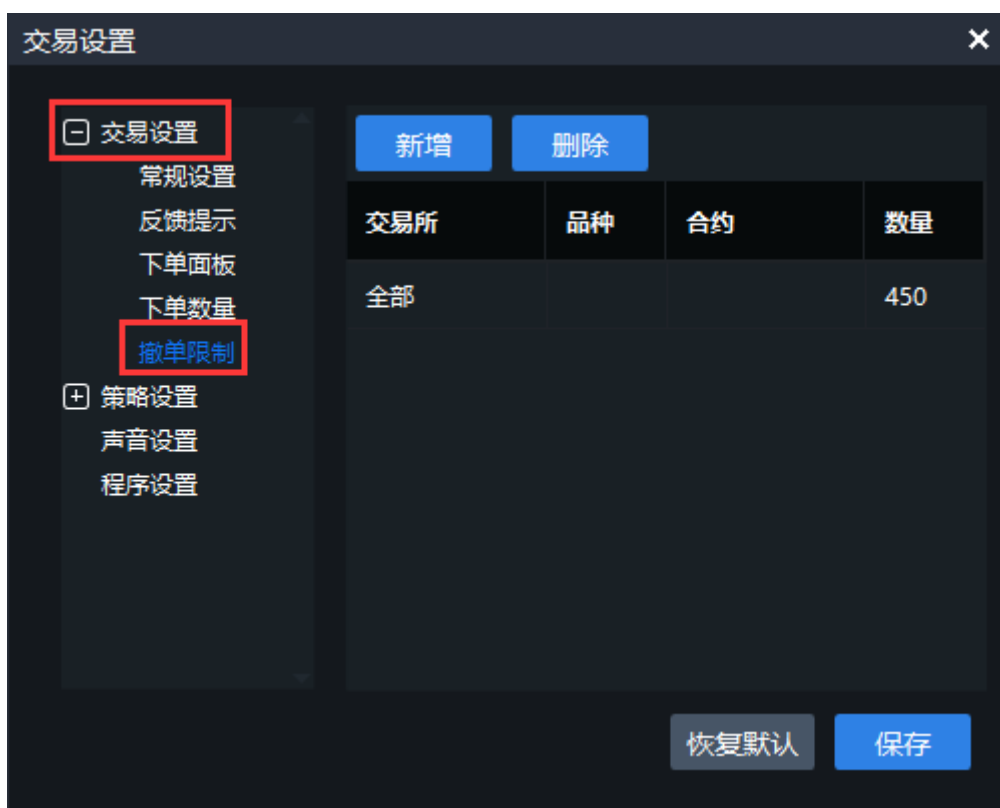 交易设置
交易设置
常规设置
反馈提示
下单面板
下单数量
撤单限制
策略设置
声音设置
程序设置
新增 删除
交易所 品种 合约 数量
全部 450
恢复默认 保存